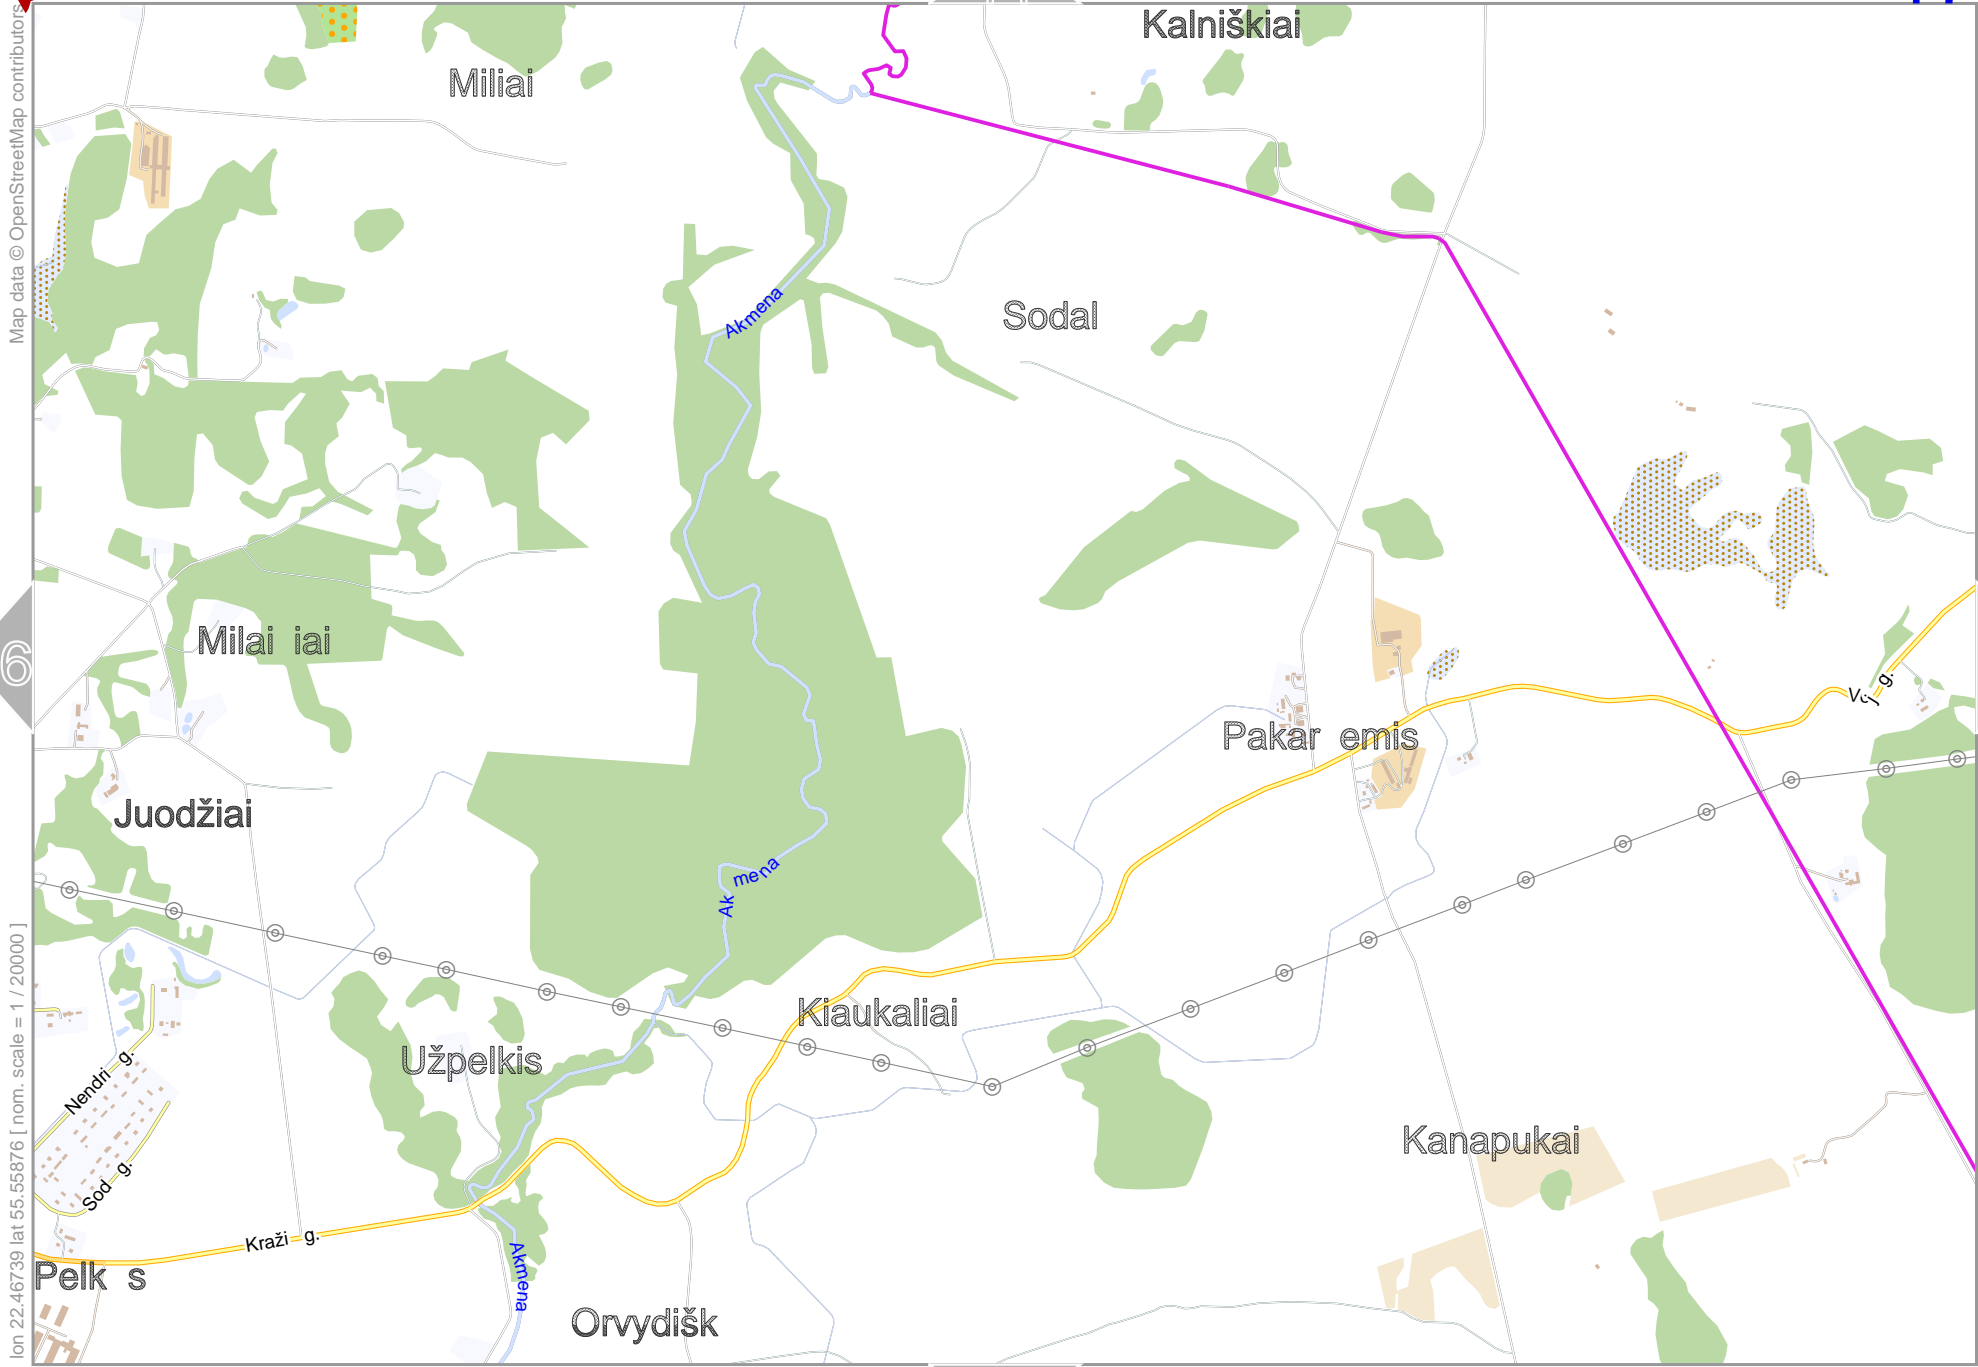 Map data © OpenStreetMap contributors
Kalniškiai
Miliai
Akmena
Sodal
6
Milai iai
Pakar emis
V j g.
Juodžiai
Ak mena
Kiaukaliai
Užpelkis
Nendri g.
Sod g.
Kanapukai
Kraži g.
Pelk s
Akmena
Orvydišk
lon 22.46739 lat 55.55876 [ nom. scale = 1 / 20000 ]